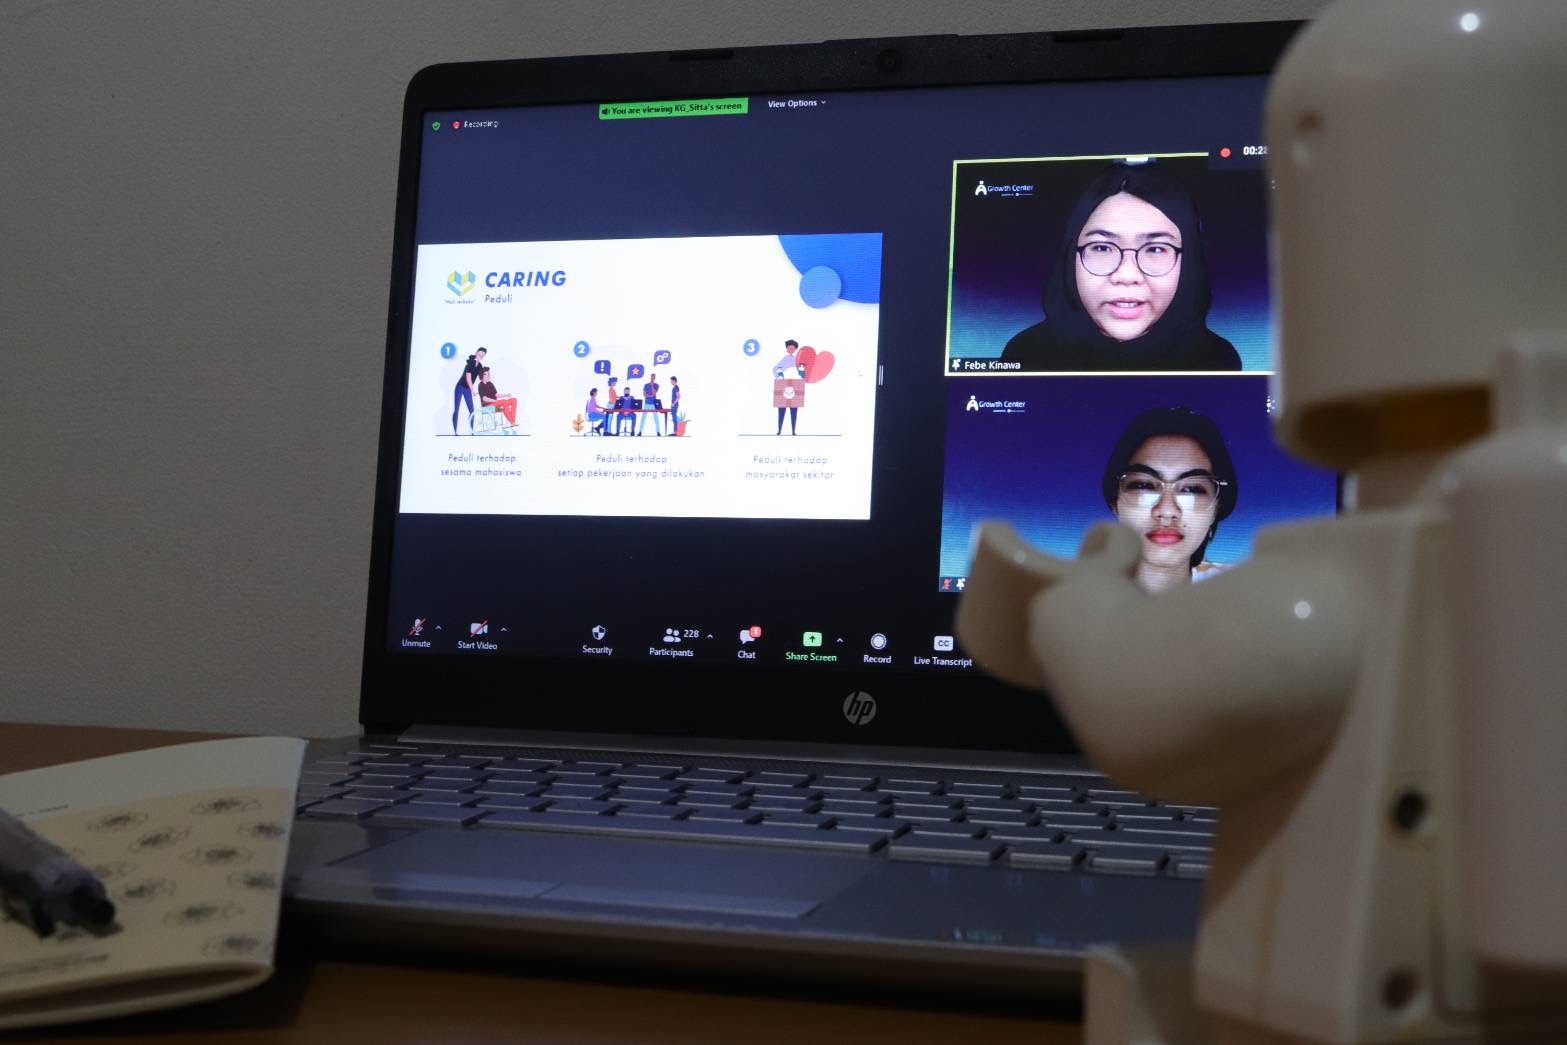 Recording
You are viewing KG_Sitta's screen
View Options
00:28
Growth Center
Febe Kinawa
Growth Center
CARING
Peduli
1
2
3
Peduli terhadap
sesama mahasiswa
Peduli terhadap
setiap pekerjaan yang dilakukan
Peduli terhadap
masyarakat sekitar
Unmute
Start Video
Security
228
Participants
1
Chat
Share Screen
Record
CC
Live Transcript
hp